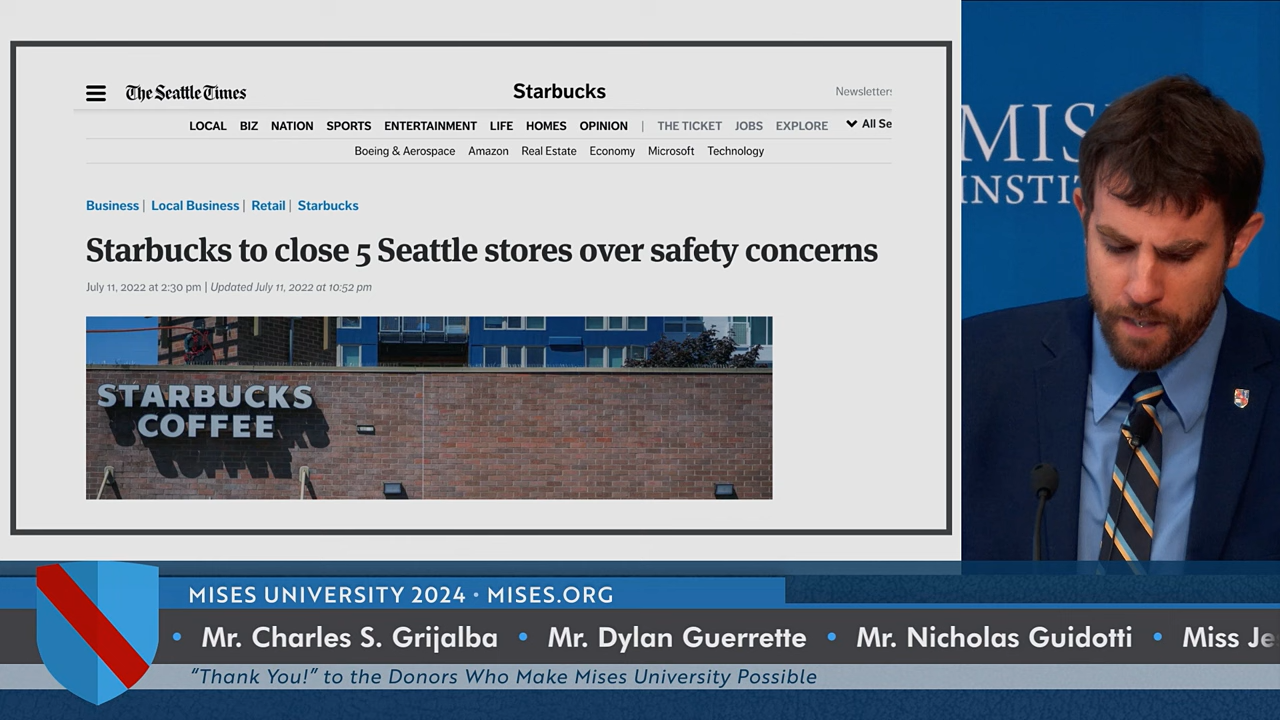 The Seattle Times
Starbucks
Newsletters
LOCAL BIZ NATION SPORTS ENTERTAINMENT LIFE HOMES OPINION | THE TICKET JOBS EXPLORE All Se
Boeing & Aerospace Amazon Real Estate Economy Microsoft Technology
Business | Local Business | Retail | Starbucks
Starbucks to close 5 Seattle stores over safety concerns
July 11, 2022 at 2:30 pm | Updated July 11, 2022 at 10:52 pm
STARBUCKS
COFFEE
MIS
INSTI
MISES UNIVERSITY 2024 • MISES.ORG
• Mr. Charles S. Grijalba • Mr. Dylan Guerrette • Mr. Nicholas Guidotti • Miss Je
“Thank You!” to the Donors Who Make Mises University Possible